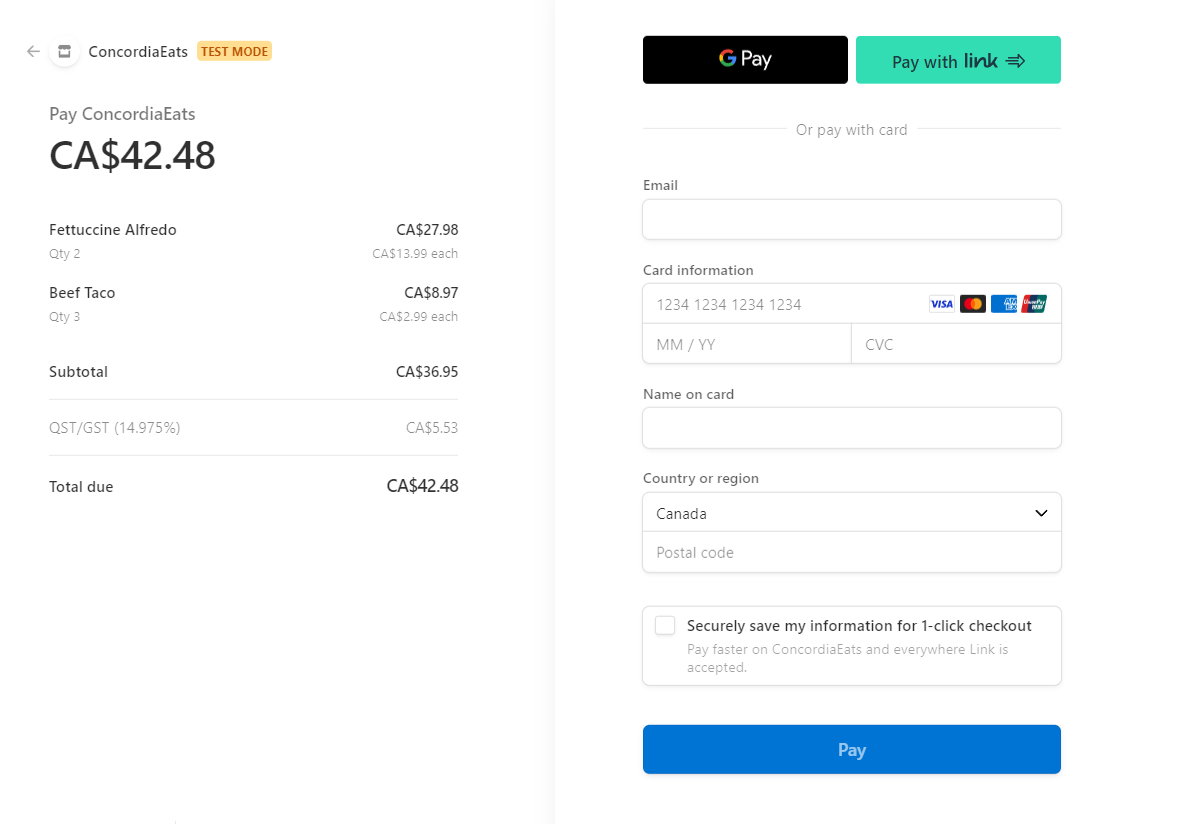 ConcordiaEats TEST MODE
Pay ConcordiaEats
CA$42.48
Fettuccine Alfredo CA$27.98
Qty 2 CA$13.99 each
Beef Taco CA$8.97
Qty 3 CA$2.99 each
Subtotal CA$36.95
QST/GST (14.975%) CA$5.53
Total due CA$42.48
G Pay Pay with link
Or pay with card
Email
Card information
1234 1234 1234 1234 VISA AMEX UnionPay
MM / YY CVC
Name on card
Country or region
Canada
Postal code
Securely save my information for 1-click checkout
Pay faster on ConcordiaEats and everywhere Link is
accepted.
Pay